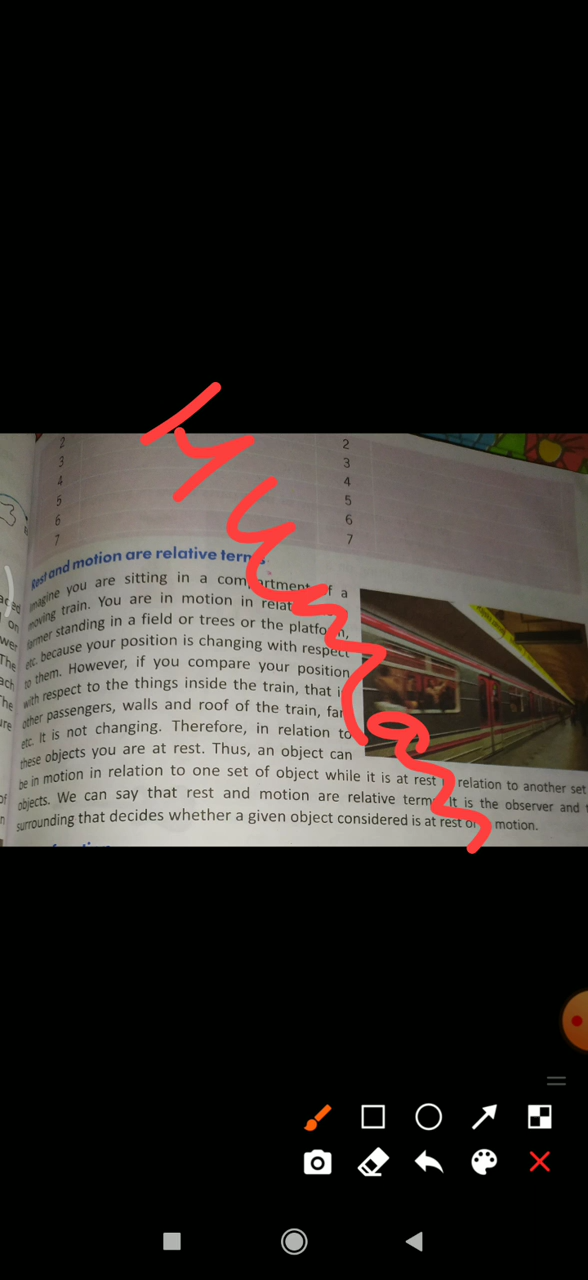 2 2
3 3
4 4
5 5
6 6
7 7
Rest and motion are relative
Imagine you are sitting in a of a
moving train. You are in motion in
farmer standing in a field or trees or the
etc. because your position is changing with respect
to them. However, if you compare your position
with respect to the things inside the train, that
other passengers, walls and roof of the train,
etc. It is not changing. Therefore, in relation to
these objects you are at rest. Thus, an object can
be in motion in relation to one set of object while it is at rest relation to another set
objects. We can say that rest and motion are relative It is the observer and
surrounding that decides whether a given object considered is at rest motion.